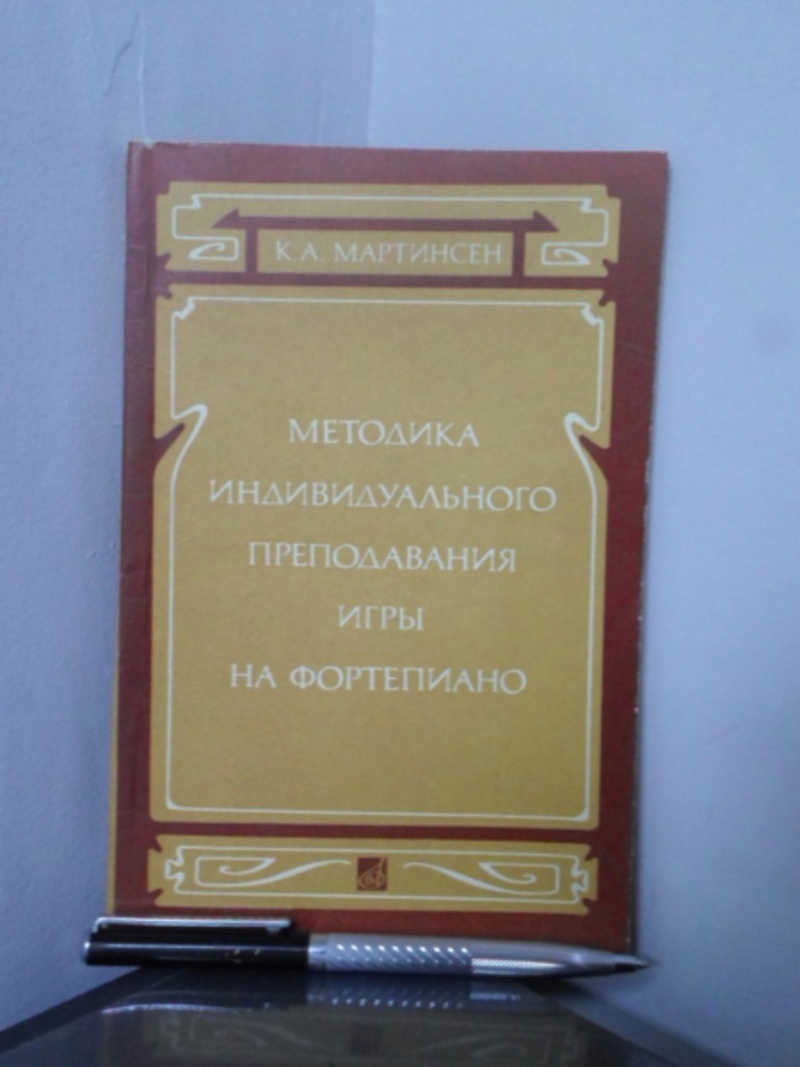 К. А. МАРТИНСЕН
МЕТОДИКА
ИНДИВИДУАЛЬНОГО
ПРЕПОДАВАНИЯ
ИГРЫ
НА ФОРТЕПИАНО